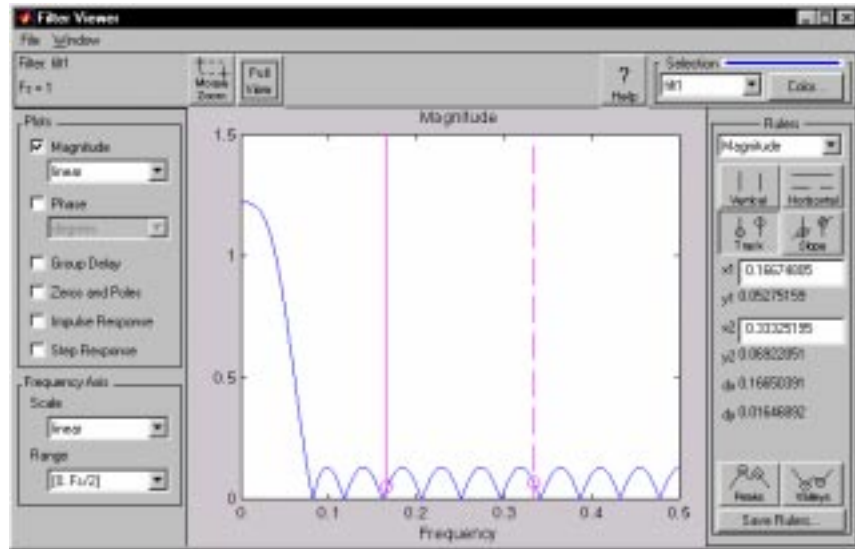 Filter Viewer
File Window
Filter: filt1
Fs = 1
Mouse Zoom
Full View
?
Help
Selection
filt1
Color...
Plots
Magnitude
linear
Phase
degrees
Group Delay
Zeros and Poles
Impulse Response
Step Response
Frequency Axis
Scale
linear
Range
[0, Fs/2]
Magnitude
1.5
1
0.5
0
0 0.1 0.2 0.3 0.4 0.5
Frequency
Rulers
Magnitude
Vertical
Horizontal
Track
Slope
x1 0.16674805
y1 0.05275159
x2 0.33325195
y2 0.06922051
dx 0.16650391
dy 0.01646892
Peaks
Valleys
Save Rulers...